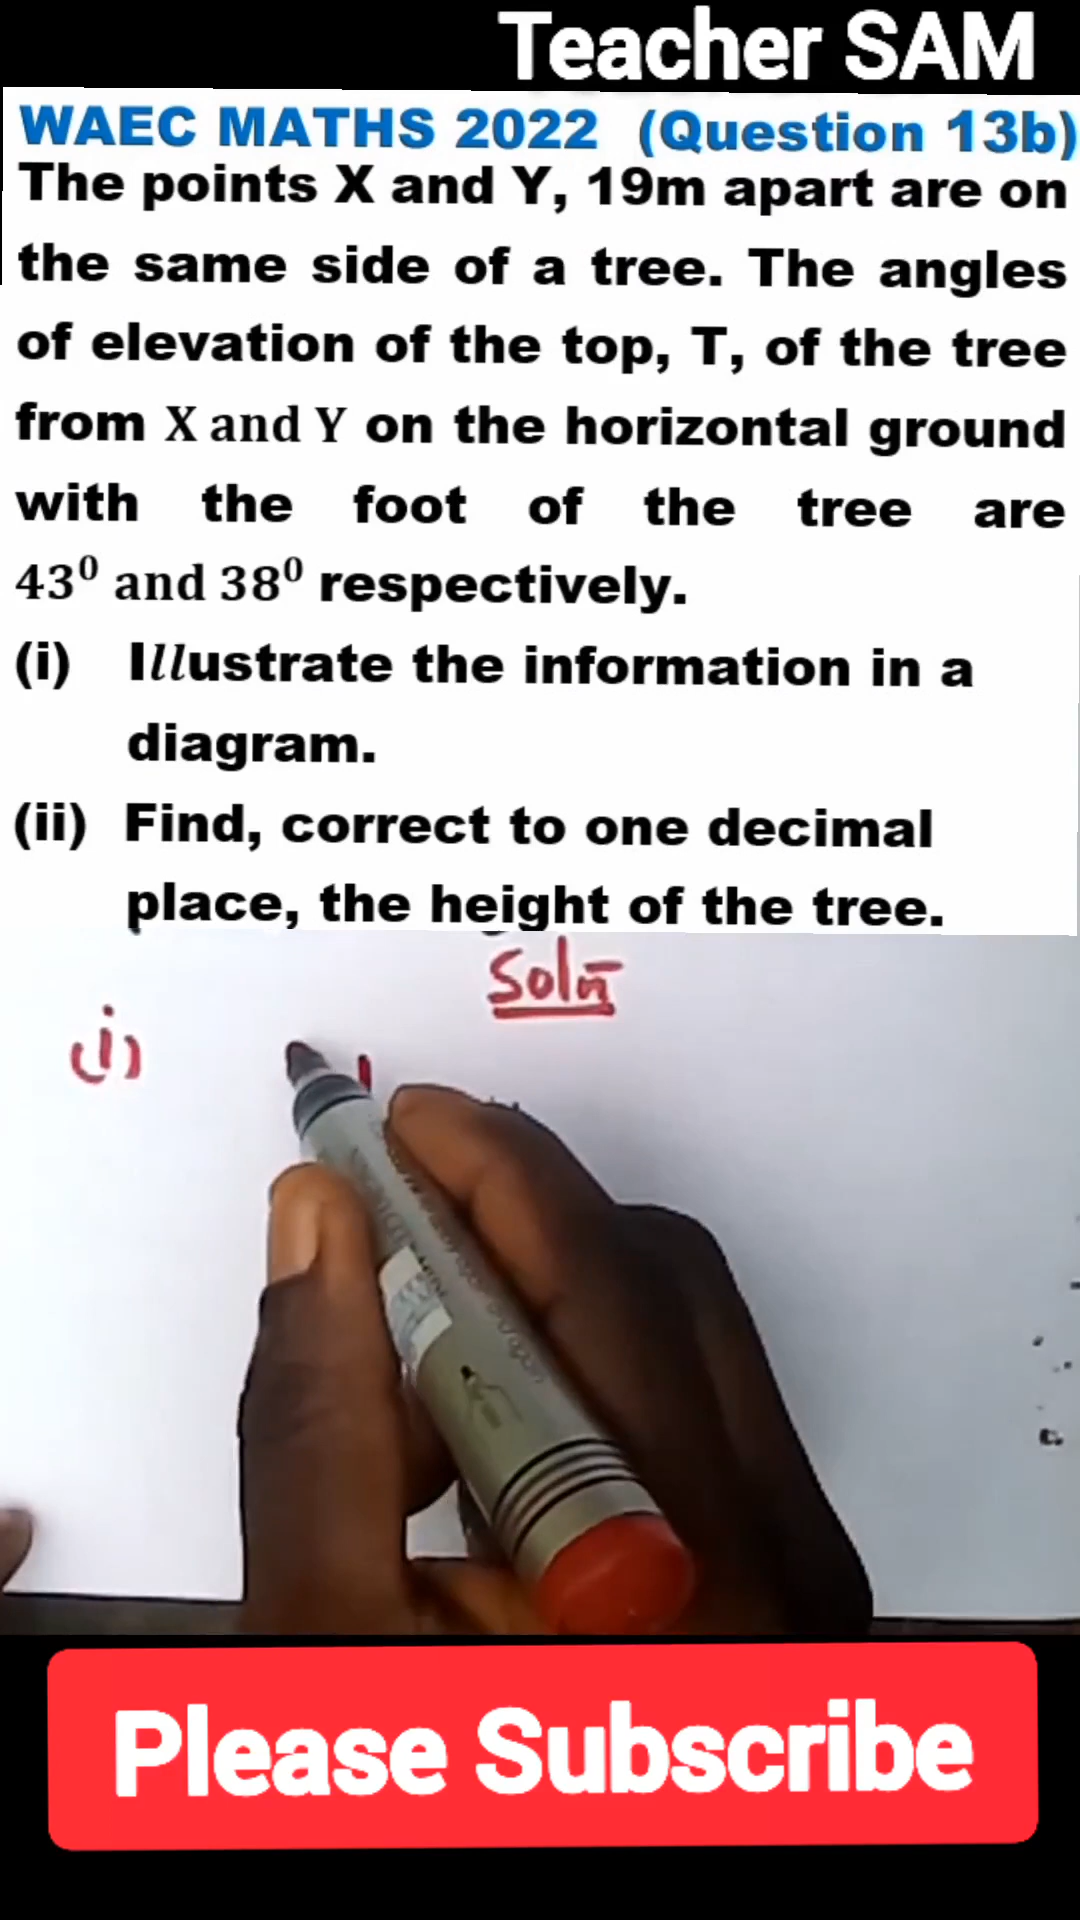 Teacher SAM
WAEC MATHS 2022 (Question 13b)
The points X and Y, 19m apart are on
the same side of a tree. The angles
of elevation of the top, T, of the tree
from X and Y on the horizontal ground
with the foot of the tree are
43⁰ and 38⁰ respectively.
(i) Illustrate the information in a
diagram.
(ii) Find, correct to one decimal
place, the height of the tree.
Soln
(i)
Please Subscribe